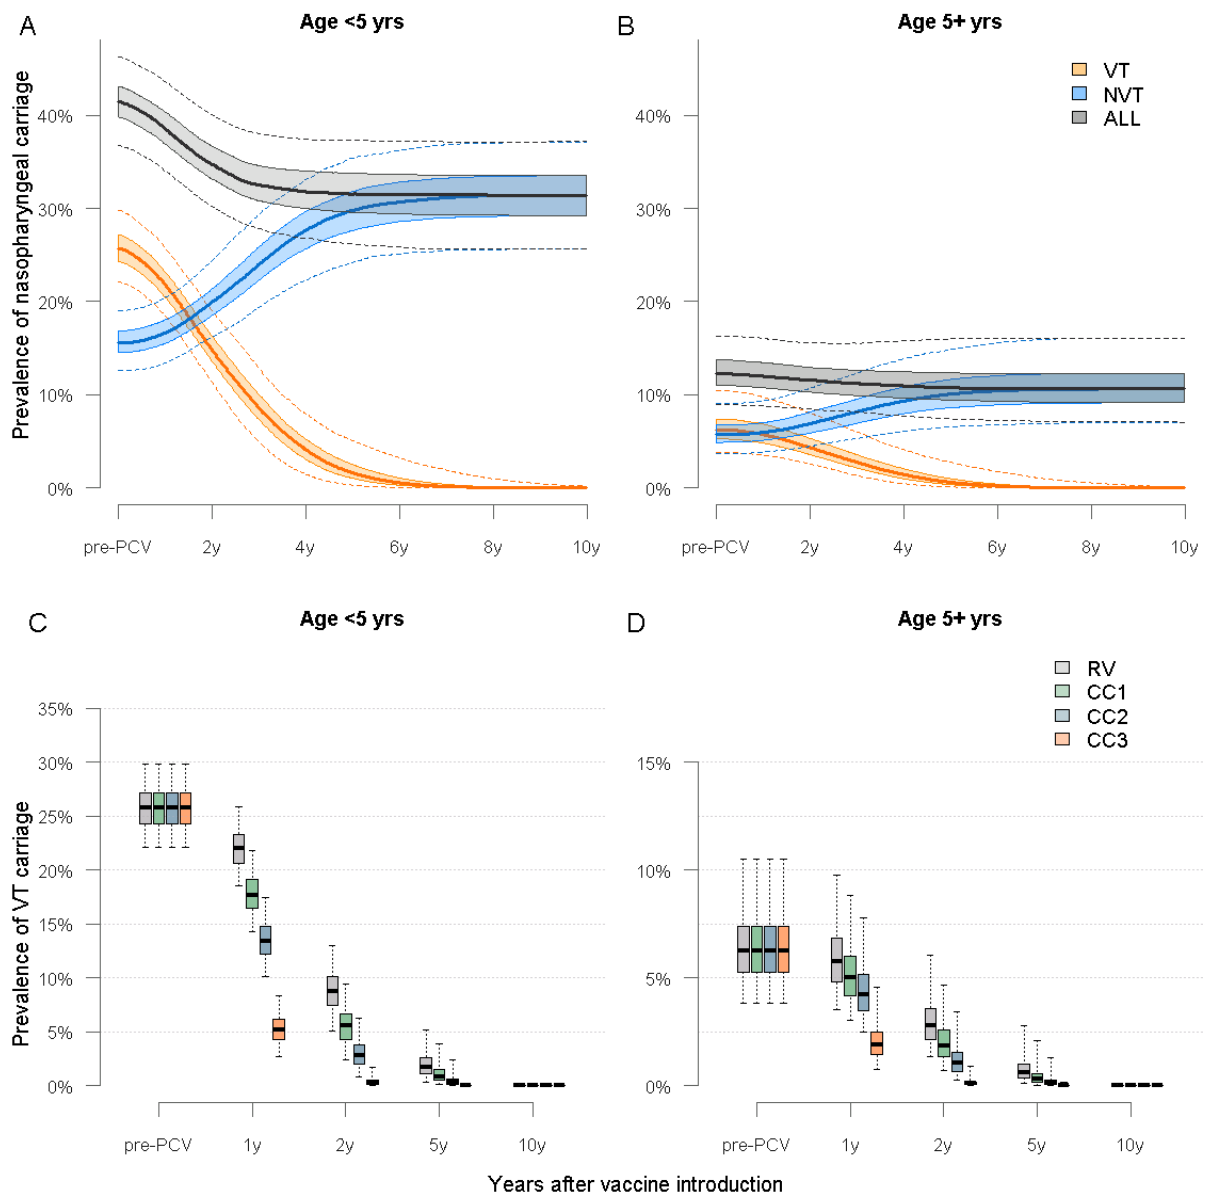 A
Age <5 yrs
B
Age 5+ yrs
VT
NVT
ALL
Prevalence of nasopharyngeal carriage
40%
30%
20%
10%
0%
40%
30%
20%
10%
0%
pre-PCV 2y 4y 6y 8y 10y
pre-PCV 2y 4y 6y 8y 10y
C
Age <5 yrs
D
Age 5+ yrs
RV
CC1
CC2
CC3
Prevalence of VT carriage
35%
30%
25%
20%
15%
10%
5%
0%
15%
10%
5%
0%
pre-PCV 1y 2y 5y 10y
pre-PCV 1y 2y 5y 10y
Years after vaccine introduction